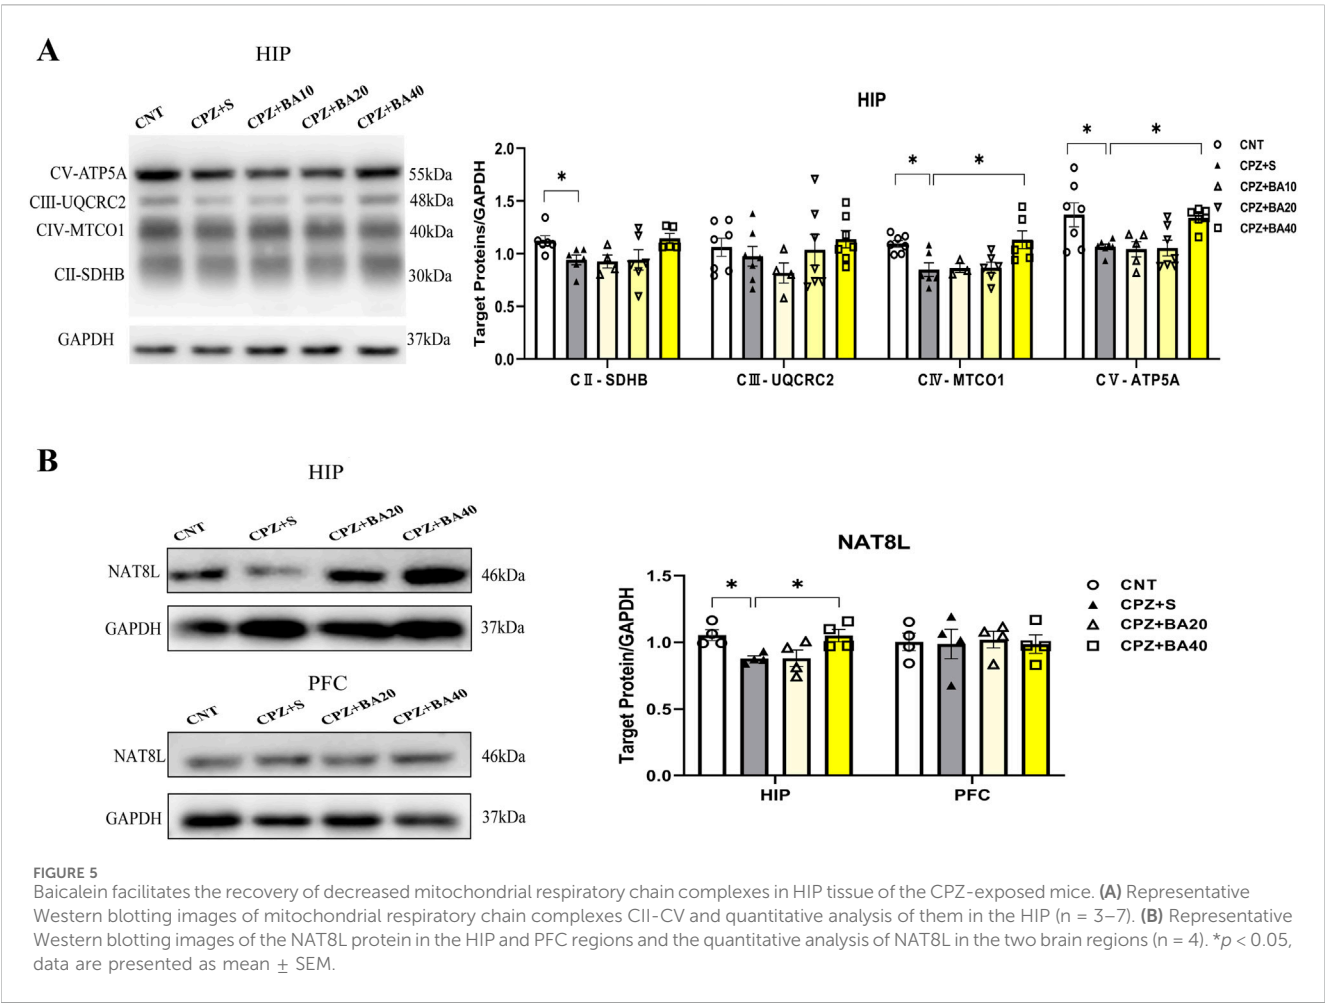 A
HIP
CNT
CPZ+S
CPZ+BA10
CPZ+BA20
CPZ+BA40
CV-ATP5A
55kDa
CIII-UQCRC2
48kDa
CIV-MTCO1
40kDa
CII-SDHB
30kDa
GAPDH
37kDa
HIP
Target Proteins/GAPDH
2.0
1.5
1.0
0.5
0.0
*
*
*
*
*
CⅡ-SDHB
CⅢ-UQCRC2
CⅣ-MTCO1
CⅤ-ATP5A
CNT
CPZ+S
CPZ+BA10
CPZ+BA20
CPZ+BA40
B
HIP
CNT
CPZ+S
CPZ+BA20
CPZ+BA40
NAT8L
46kDa
GAPDH
37kDa
PFC
CNT
CPZ+S
CPZ+BA20
CPZ+BA40
NAT8L
46kDa
GAPDH
37kDa
NAT8L
Target Protein/GAPDH
1.5
1.0
0.5
0.0
*
*
HIP
PFC
CNT
CPZ+S
CPZ+BA20
CPZ+BA40
FIGURE 5
Baicalein facilitates the recovery of decreased mitochondrial respiratory chain complexes in HIP tissue of the CPZ-exposed mice. (A) Representative
Western blotting images of mitochondrial respiratory chain complexes CII-CV and quantitative analysis of them in the HIP (n = 3–7). (B) Representative
Western blotting images of the NAT8L protein in the HIP and PFC regions and the quantitative analysis of NAT8L in the two brain regions (n = 4). *p < 0.05,
data are presented as mean ± SEM.